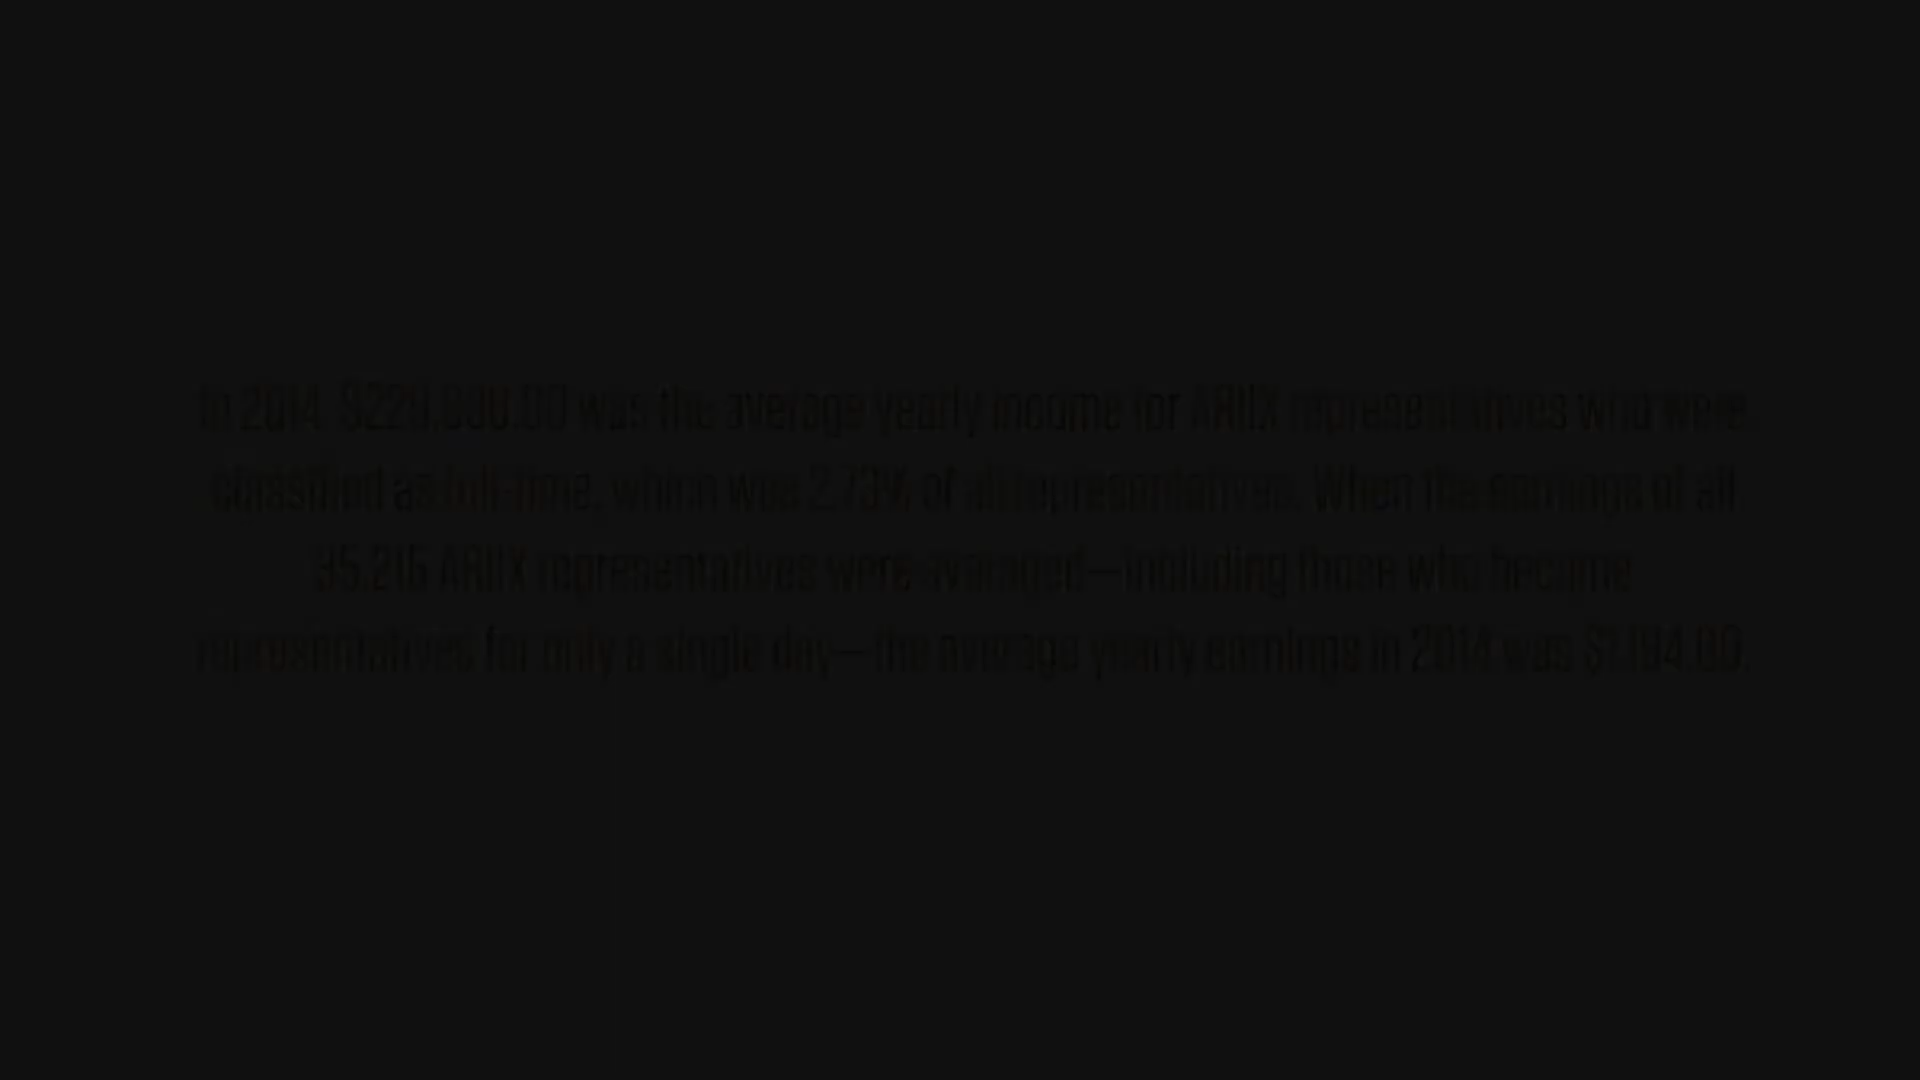 In 2014, was the average yearly income for ARIIX representatives who were
classified as full-time, which was 2.73% of all representatives. When the earnings of all
ARIIX representatives were averaged—including those who became
representatives for only a single day—the average yearly earnings in 2014 was